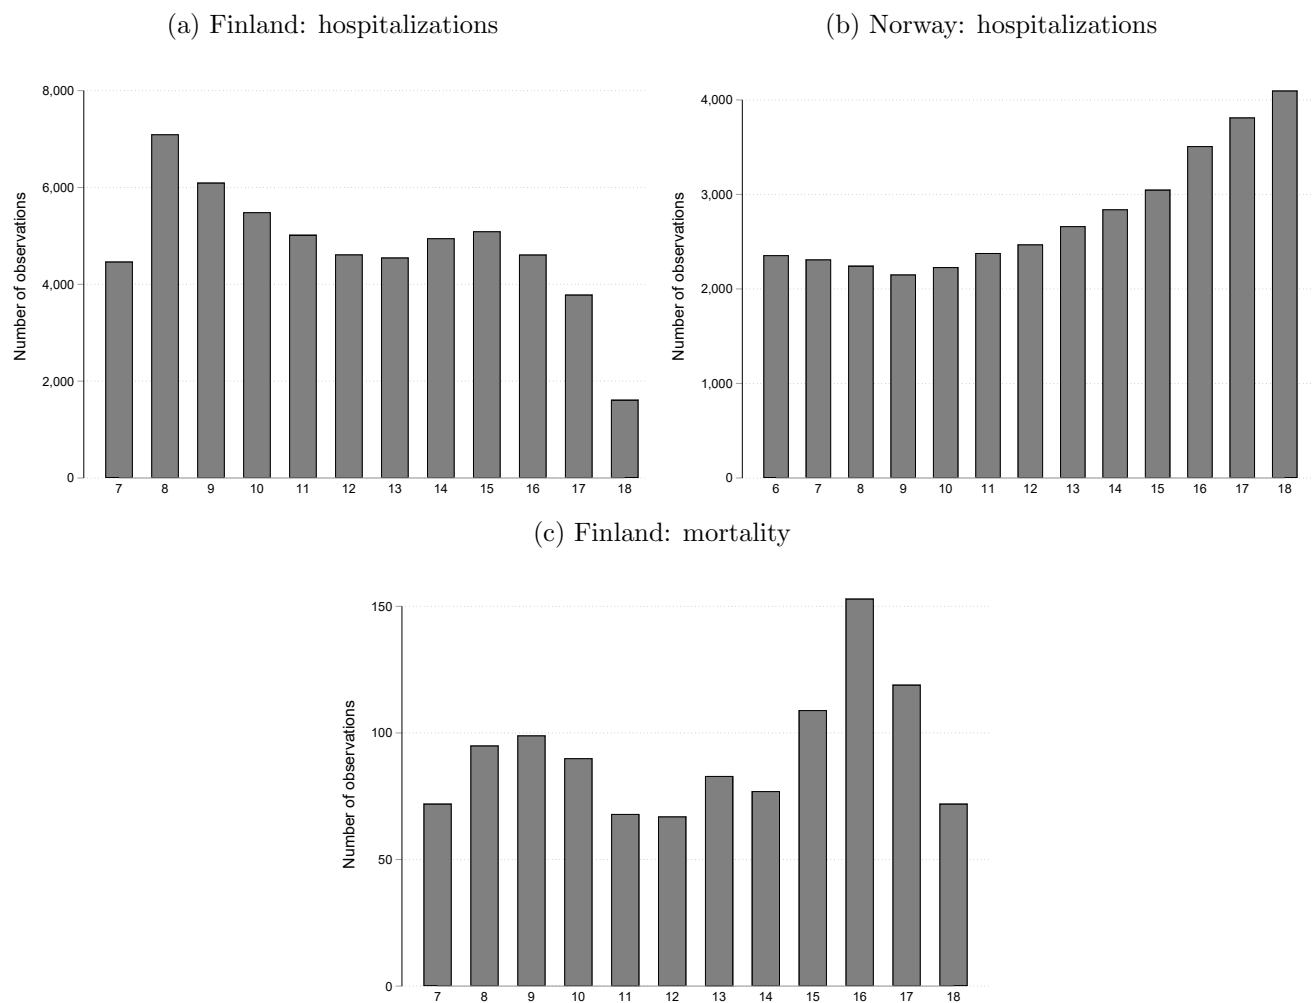 (a) Finland: hospitalizations
Number of observations
8,000
6,000
4,000
2,000
0
7 8 9 10 11 12 13 14 15 16 17 18
(b) Norway: hospitalizations
Number of observations
4,000
3,000
2,000
1,000
0
6 7 8 9 10 11 12 13 14 15 16 17 18
(c) Finland: mortality
Number of observations
150
100
50
0
7 8 9 10 11 12 13 14 15 16 17 18